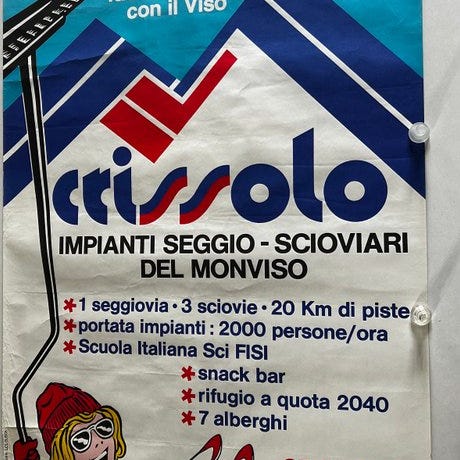 con il Viso
crissolo
IMPIANTI SEGGIO - SCIOVIARI
DEL MONVISO
*1 seggiovia • 3 sciovie • 20 Km di piste
*portata impianti : 2000 persone/ora
*Scuola Italiana Sci FISI
*snack bar
*rifugio a quota 2040
*7 alberghi